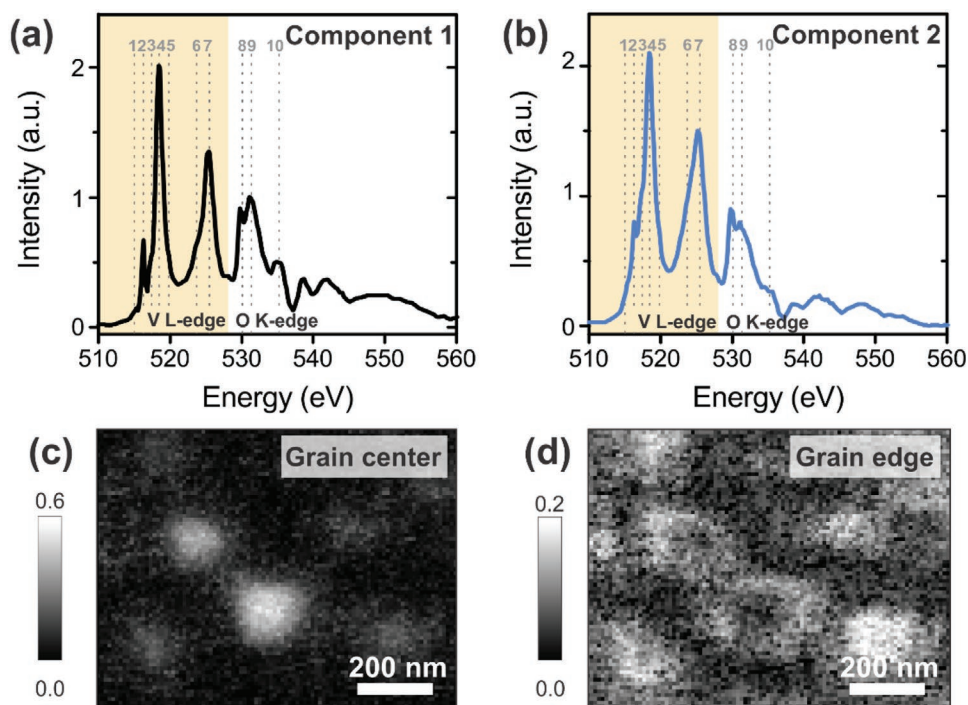 (a)
12345 67 89 10
Component 1
2
1
0
Intensity (a.u.)
V L-edge
O K-edge
510 520 530 540 550 560
Energy (eV)
(b)
12345 67 89 10
Component 2
2
1
0
Intensity (a.u.)
V L-edge
O K-edge
510 520 530 540 550 560
Energy (eV)
(c)
Grain center
0.6
0.0
200 nm
(d)
Grain edge
0.2
0.0
200 nm